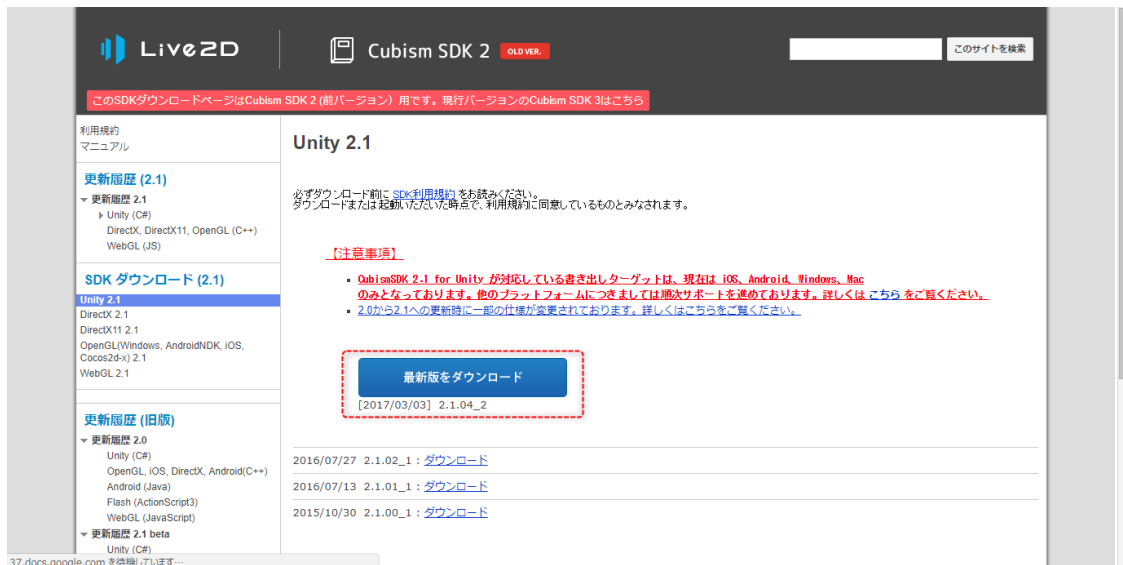 Live2D
Cubism SDK 2 OLD VER.
このサイトを検索
このSDKダウンロードページはCubism SDK 2 (前バージョン) 用です。現行バージョンのCubism SDK 3はこちら
利用規約
マニュアル
更新履歴 (2.1)
更新履歴 2.1
Unity (C#)
DirectX, DirectX11, OpenGL (C++)
WebGL (JS)
SDK ダウンロード (2.1)
Unity 2.1
DirectX 2.1
DirectX11 2.1
OpenGL(Windows, AndroidNDK, iOS,
Cocos2d-x) 2.1
WebGL 2.1
更新履歴 (旧版)
更新履歴 2.0
Unity (C#)
OpenGL, iOS, DirectX, Android(C++)
Android (Java)
Flash (ActionScript3)
WebGL (JavaScript)
更新履歴 2.1 beta
Unity (C#)
Unity 2.1
必ずダウンロード前に SDK利用規約 をお読みください。
ダウンロードまたは起動いただいた時点で、利用規約に同意しているものとみなされます。
【注意事項】
CubismSDK 2.1 for Unity が対応している書き出しターゲットは、現在は iOS、Android、Windows、Mac
のみとなっております。他のプラットフォームにつきましては順次サポートを進めております。詳しくは こちら をご覧ください。
2.0から2.1への更新時に一部の仕様が変更されております。詳しくはこちらをご覧ください。
最新版をダウンロード
[2017/03/03] 2.1.04_2
2016/07/27 2.1.02_1 : ダウンロード
2016/07/13 2.1.01_1 : ダウンロード
2015/10/30 2.1.00_1 : ダウンロード
37.docs.google.com を待機しています…